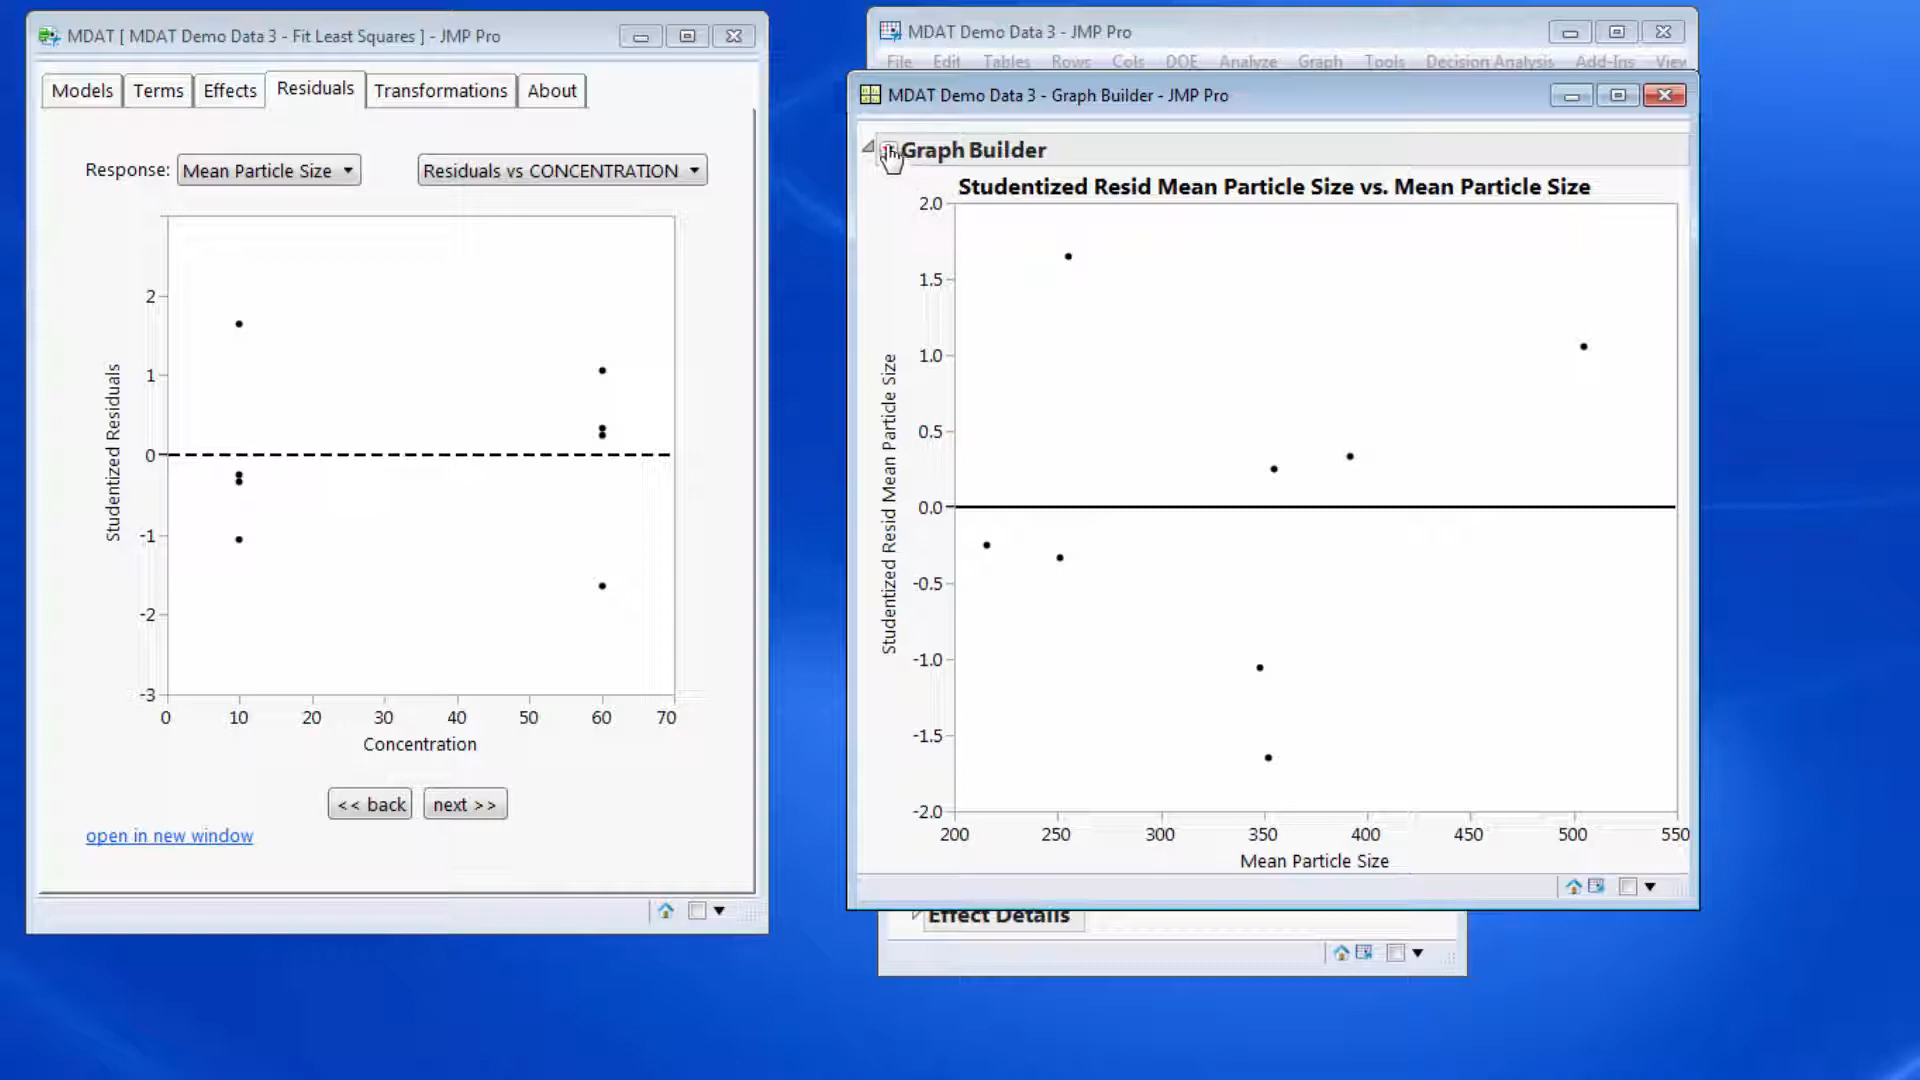 MDAT [ MDAT Demo Data 3 - Fit Least Squares ] - JMP Pro
Models Terms Effects Residuals Transformations About
Response: Mean Particle Size Residuals vs CONCENTRATION
Studentized Residuals
2
1
0
-1
-2
-3
0 10 20 30 40 50 60 70
Concentration
<< back next >>
open in new window
MDAT Demo Data 3 - JMP Pro
File Edit Tables Rows Cols DOE Analyze Graph Tools Decision Analysis Add-Ins View
MDAT Demo Data 3 - Graph Builder - JMP Pro
Graph Builder
Studentized Resid Mean Particle Size vs. Mean Particle Size
Studentized Resid Mean Particle Size
2.0
1.5
1.0
0.5
0.0
-0.5
-1.0
-1.5
-2.0
200 250 300 350 400 450 500 550
Mean Particle Size
Effect Details